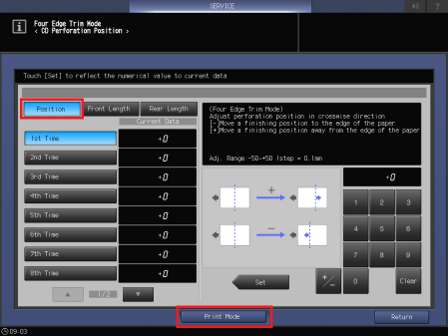 SERVICE
Four Edge Trim Mode
< CD Perforation Position >
Touch [Set] to reflect the numerical value to current data
Position
Front Length
Rear Length
Current Data
1st Time +0
2nd Time +0
3rd Time +0
4th Time +0
5th Time +0
6th Time +0
7th Time +0
8th Time +0
1/2
(Four Edge Trim Mode)
Adjust perforation position in crosswise direction
[-]Move a finishing position to the edge of the paper
[+]Move a finishing position away from the edge of the paper
Adj. Range:-50-+50 1step = 0.1mm
+
-
+0
1 2 3
4 5 6
7 8 9
Set
+/- 0 Clear
Print Mode
Return
09:03